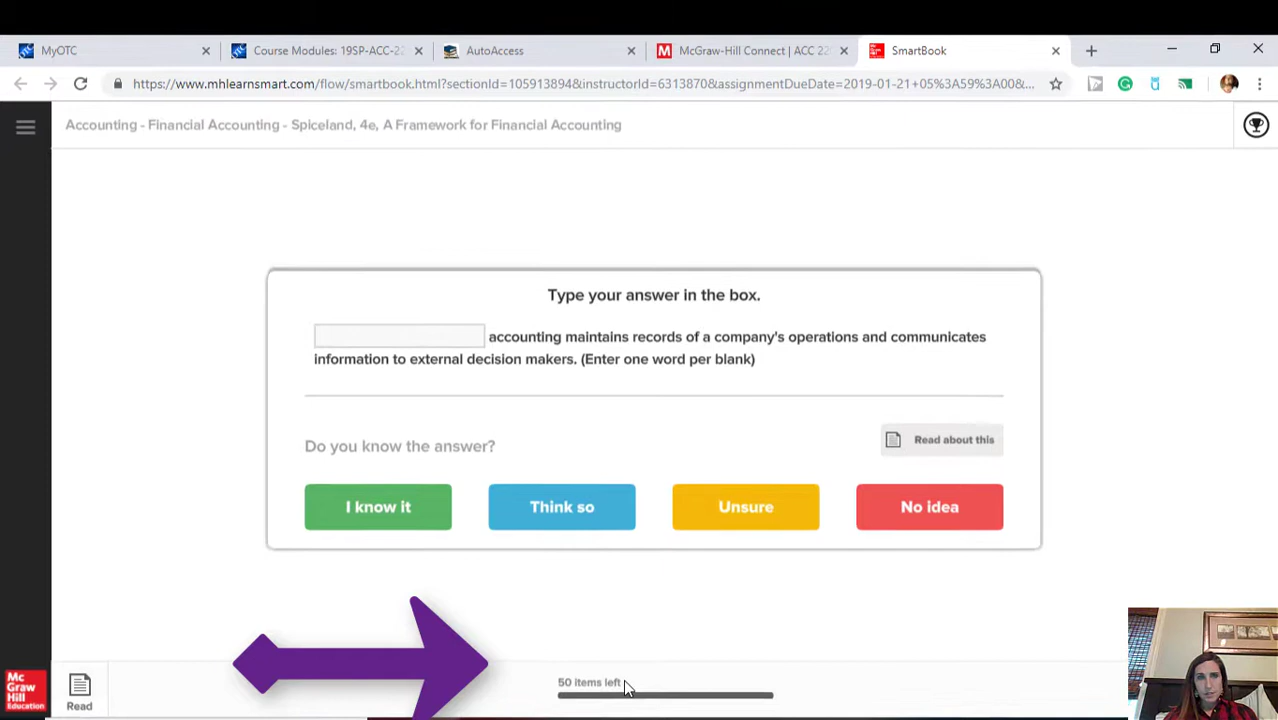 MyOTC
Course Modules: 19SP-ACC-22
AutoAccess
McGraw-Hill Connect | ACC 220
SmartBook
https://www.mhlearnsmart.com/flow/smartbook.html?sectionId=105913894&instructorId=6313870&assignmentDueDate=2019-01-21+05%3A59%3A00&...
Accounting - Financial Accounting - Spiceland, 4e, A Framework for Financial Accounting
Type your answer in the box.
accounting maintains records of a company's operations and communicates
information to external decision makers. (Enter one word per blank)
Do you know the answer?
Read about this
I know it
Think so
Unsure
No idea
50 items left
Mc
Graw
Hill
Education
Read